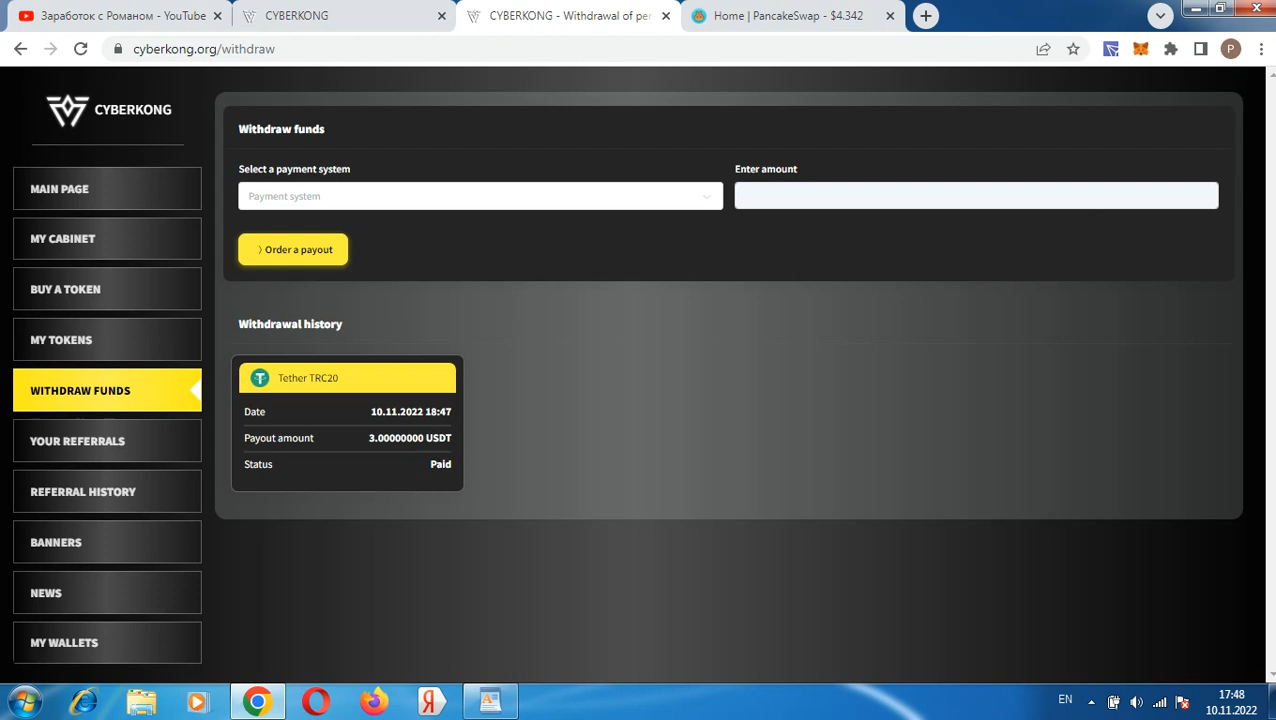 Заработок с Романом - YouTube
CYBERKONG
CYBERKONG - Withdrawal of per
Home | PancakeSwap - $4.342
cyberkong.org/withdraw
P
CYBERKONG
MAIN PAGE
MY CABINET
BUY A TOKEN
MY TOKENS
WITHDRAW FUNDS
YOUR REFERRALS
REFERRAL HISTORY
BANNERS
NEWS
MY WALLETS
Withdraw funds
Select a payment system
Enter amount
Payment system
Order a payout
Withdrawal history
Tether TRC20
Date 10.11.2022 18:47
Payout amount 3.00000000 USDT
Status Paid
EN
17:48
10.11.2022